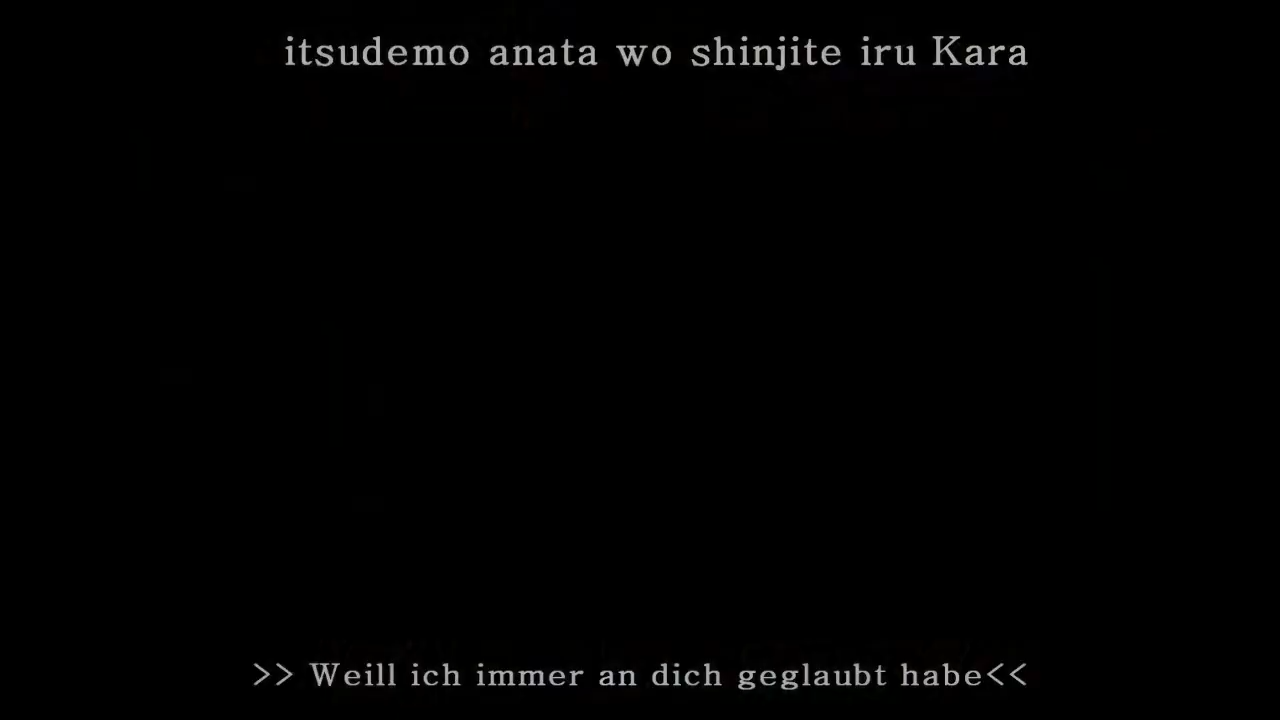 itsudemo anata wo shinjite iru Kara
>> Weill ich immer an dich geglaubt habe<<